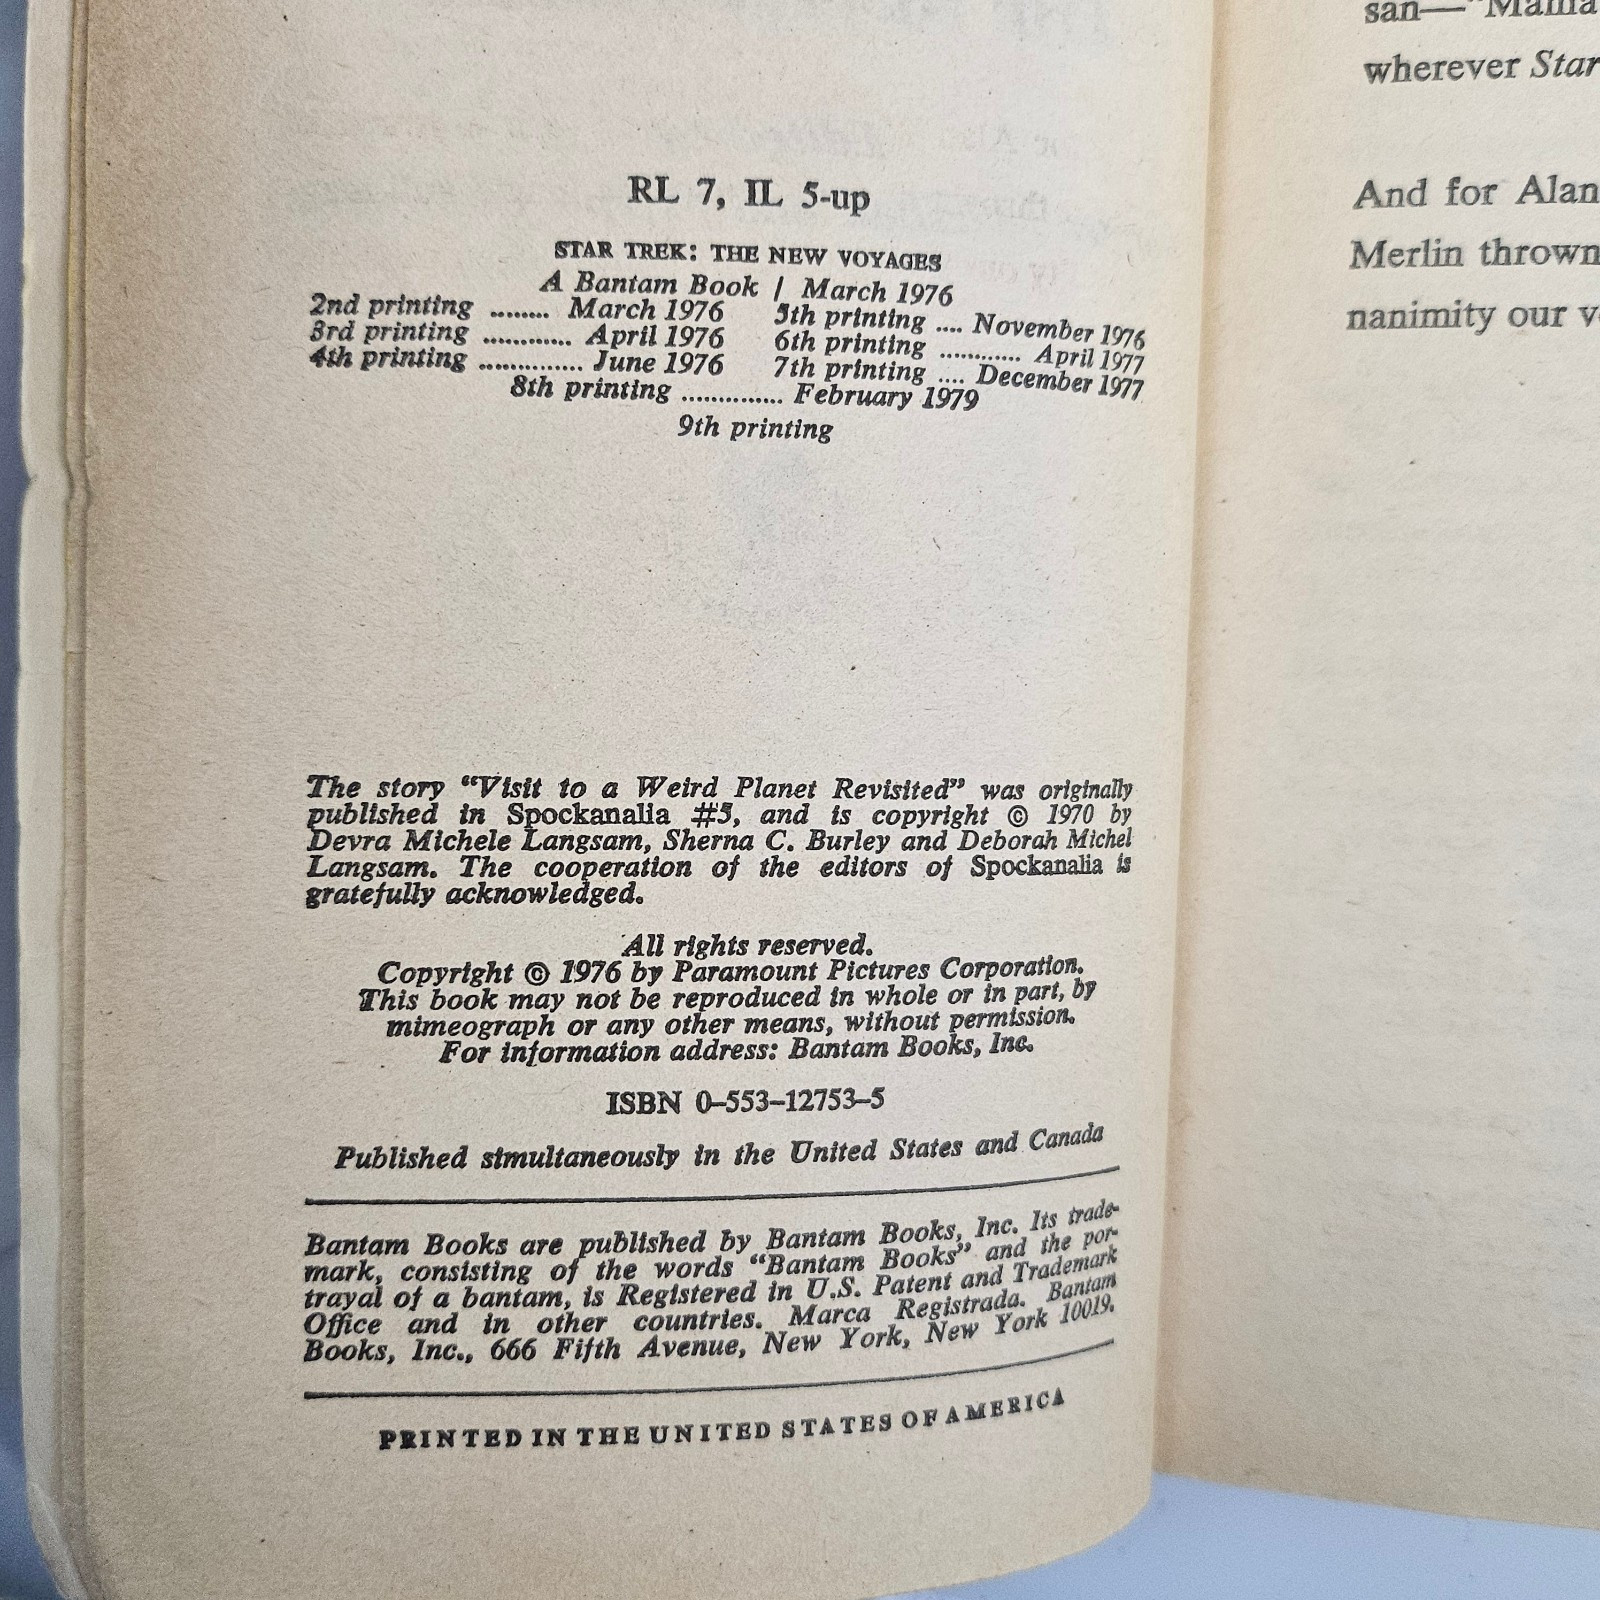 RL 7, IL 5-up
STAR TREK: THE NEW VOYAGES
A Bantam Book / March 1976
2nd printing ........ March 1976
3rd printing ............ April 1976
4th printing .............. June 1976
5th printing .... November 1976
6th printing ............ April 1977
7th printing .... December 1977
8th printing .............. February 1979
9th printing
The story “Visit to a Weird Planet Revisited” was originally
published in Spockanalia #5, and is copyright © 1970 by
Devra Michele Langsam, Sherna C. Burley and Deborah Michel
Langsam. The cooperation of the editors of Spockanalia is
gratefully acknowledged.
All rights reserved.
Copyright © 1976 by Paramount Pictures Corporation.
This book may not be reproduced in whole or in part, by
mimeograph or any other means, without permission.
For information address: Bantam Books, Inc.
ISBN 0–553–12753–5
Published simultaneously in the United States and Canada
Bantam Books are published by Bantam Books, Inc. Its trade-
mark, consisting of the words “Bantam Books” and the por-
trayal of a bantam, is Registered in U.S. Patent and Trademark
Office and in other countries. Marca Registrada. Bantam
Books, Inc., 666 Fifth Avenue, New York, New York 10019.
PRINTED IN THE UNITED STATES OF AMERICA
san—“Mama
wherever Star
And for Alan
Merlin thrown
nanimity our